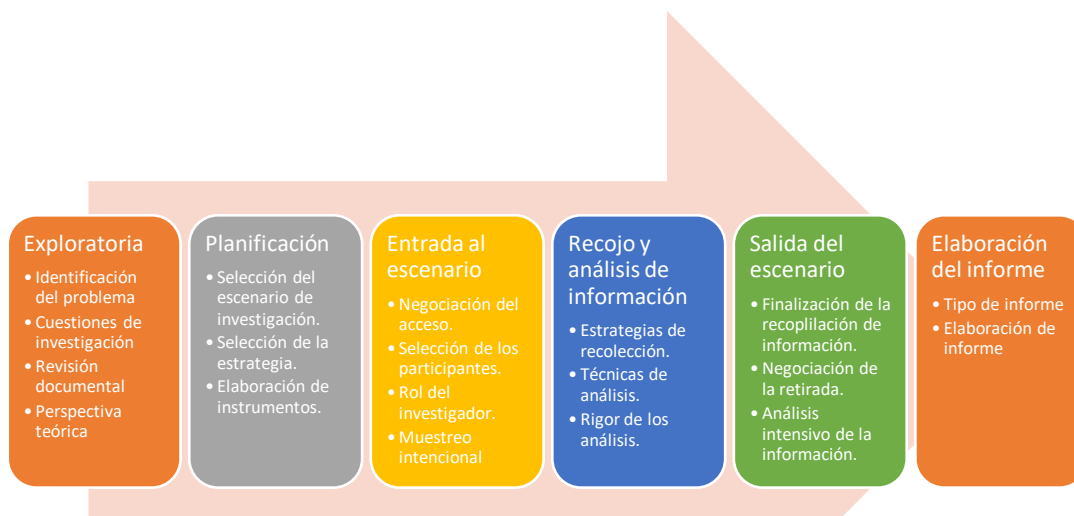 Exploratoria
• Identificación
del problema
• Cuestiones de
investigación
• Revisión
documental
• Perspectiva
teórica
Planificación
• Selección del
escenario de
investigación.
• Selección de la
estrategia.
• Elaboración de
instrumentos.
Entrada al
escenario
• Negociación del
acceso.
• Selección de los
participantes.
• Rol del
investigador.
• Muestreo
intencional
Recojo y
análisis de
información
• Estrategias de
recolección.
• Técnicas de
análisis.
• Rigor de los
análisis.
Salida del
escenario
• Finalización de la
recoplilación de
información.
• Negociación de
la retirada.
• Análisis
intensivo de la
información.
Elaboración
del informe
• Tipo de informe
• Elaboración de
informe